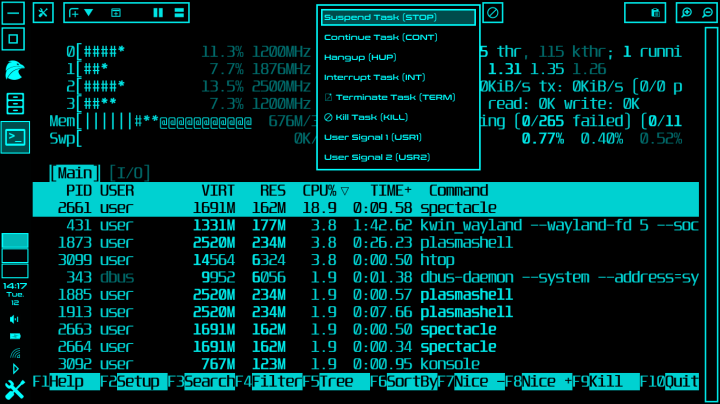 Suspend Task (STOP)
Continue Task (CONT)
Hangup (HUP)
Interrupt Task (INT)
Terminate Task (TERM)
Kill Task (KILL)
User Signal 1 (USR1)
User Signal 2 (USR2)
0[####* 11.3% 1200MHz 5 thr, 115 kthr; 1 runni
1[##* 7.7% 1876MHz 1.31 1.35 1.26
2[####* 13.5% 2500MHz 0KiB/s tx: 0KiB/s (0/0 p
3[##** 7.3% 1200MHz read: 0K write: 0K
Mem[||||||#**@@@@@@@@@@@ 676M/3 ing (0/265 failed) (0/11
Swp[ 0K/ 0.77% 0.40% 0.52%
[Main] [I/O]
PID USER VIRT RES CPU%▽ TIME+ Command
2661 user 1691M 162M 18.9 0:09.58 spectacle
431 user 1331M 177M 3.8 1:42.62 kwin_wayland --wayland-fd 5 --soc
1873 user 2520M 234M 3.8 0:26.23 plasmashell
3099 user 14564 6324 3.8 0:00.50 htop
343 dbus 9952 6056 1.9 0:01.38 dbus-daemon --system --address=sy
1885 user 2520M 234M 1.9 0:00.57 plasmashell
1913 user 2520M 234M 1.9 0:07.66 plasmashell
2663 user 1691M 162M 1.9 0:00.50 spectacle
2664 user 1691M 162M 1.9 0:00.34 spectacle
3092 user 767M 123M 1.9 0:00.95 konsole
F1Help F2Setup F3SearchF4FilterF5Tree F6SortByF7Nice -F8Nice +F9Kill F10Quit
14:17
Tue.
12